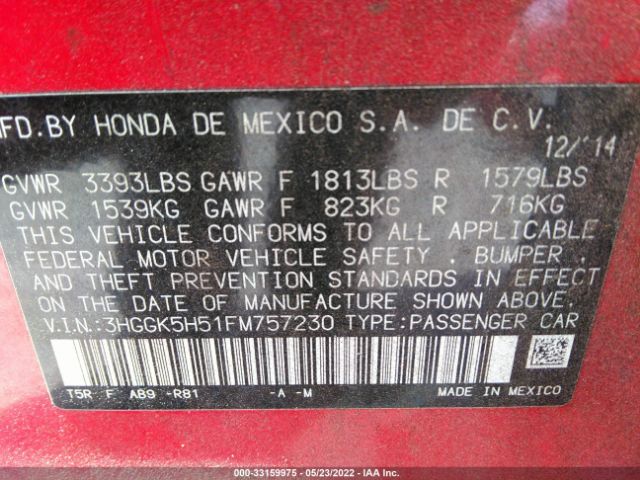 MFD. BY HONDA DE MEXICO S.A. DE C.V.
12/'14
GVWR 3393LBS GAWR F 1813LBS R 1579LBS
GVWR 1539KG GAWR F 823KG R 716KG
THIS VEHICLE CONFORMS TO ALL APPLICABLE
FEDERAL MOTOR VEHICLE SAFETY , BUMPER ,
AND THEFT PREVENTION STANDARDS IN EFFECT
ON THE DATE OF MANUFACTURE SHOWN ABOVE.
V.I.N.:3HGGK5H51FM757230 TYPE:PASSENGER CAR
T5R F AB9 -R81 -A -M MADE IN MEXICO
000-33159975 - 05/23/2022 - IAA Inc.